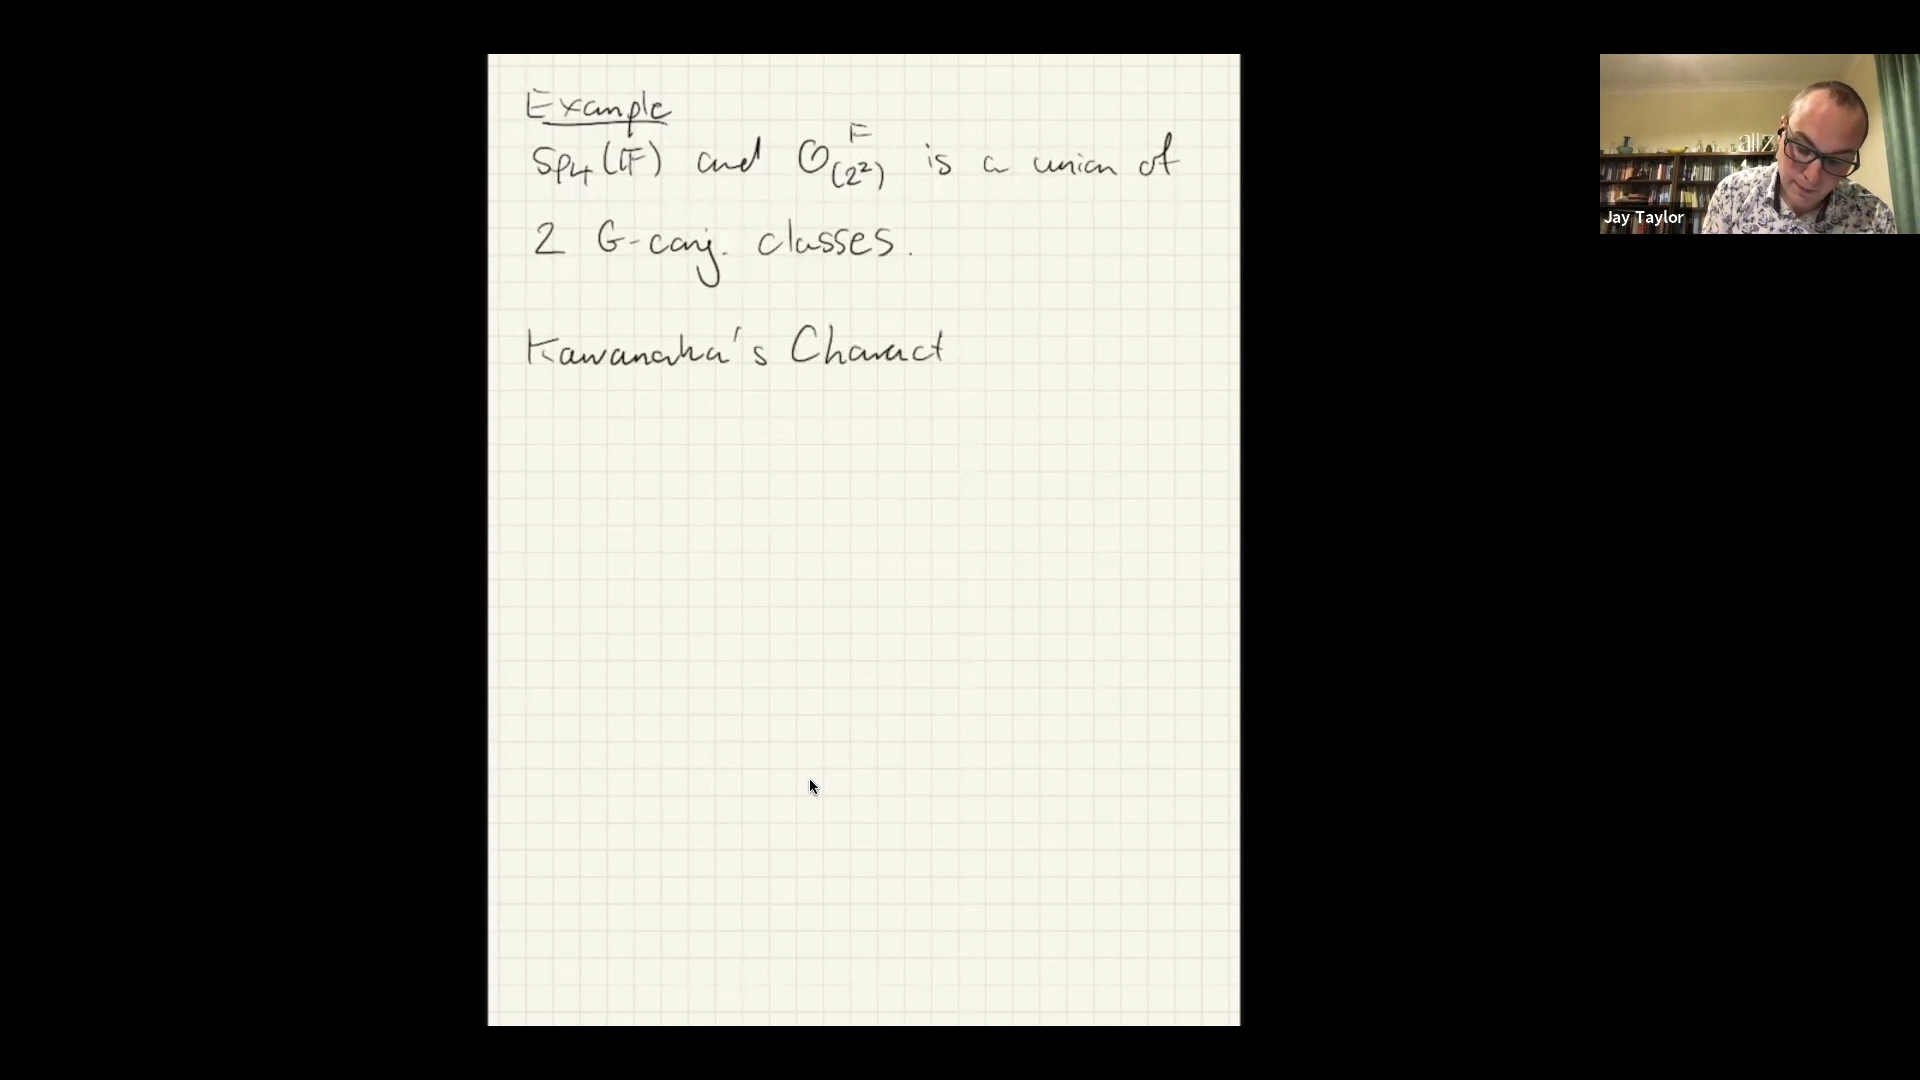 Example
Sp₄(𝔽) and O^F_(2²) is a union of
2 G-conj. classes.
Kawanaka's Charact
Jay Taylor